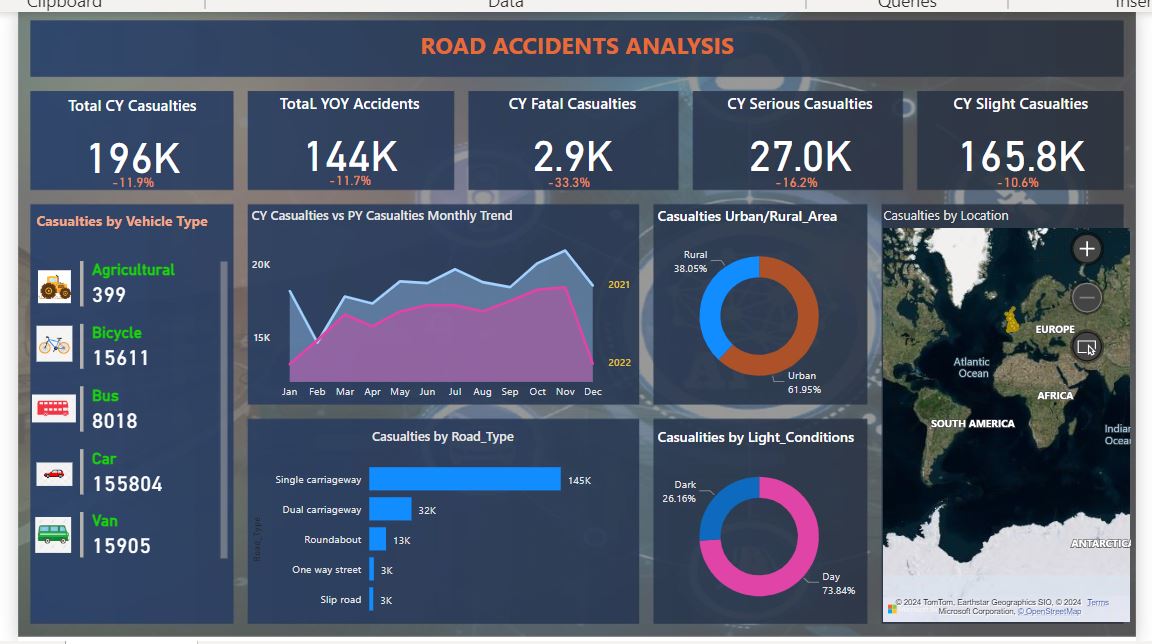 Clipboard
Data
Queries
ROAD ACCIDENTS ANALYSIS
Total CY Casualties
196K
-11.9%
TotaL YOY Accidents
144K
-11.7%
CY Fatal Casualties
2.9K
-33.3%
CY Serious Casualties
27.0K
-16.2%
CY Slight Casualties
165.8K
-10.6%
Casualties by Vehicle Type
Agricultural
399
Bicycle
15611
Bus
8018
Car
155804
Van
15905
CY Casualties vs PY Casualties Monthly Trend
20K
15K
2021
2022
Jan Feb Mar Apr May Jun Jul Aug Sep Oct Nov Dec
Casualties Urban/Rural_Area
Rural
38.05%
Urban
61.95%
Casualties by Road_Type
Road_Type
Single carriageway 145K
Dual carriageway 32K
Roundabout 13K
One way street 3K
Slip road 3K
Casualities by Light_Conditions
Dark
26.16%
Day
73.84%
Casualties by Location
EUROPE
Atlantic
Ocean
AFRICA
SOUTH AMERICA
Indian
Ocea
ANTARCTICA
© 2024 TomTom, Earthstar Geographics SIO, © 2024 Terms
Microsoft Corporation, © OpenStreetMap